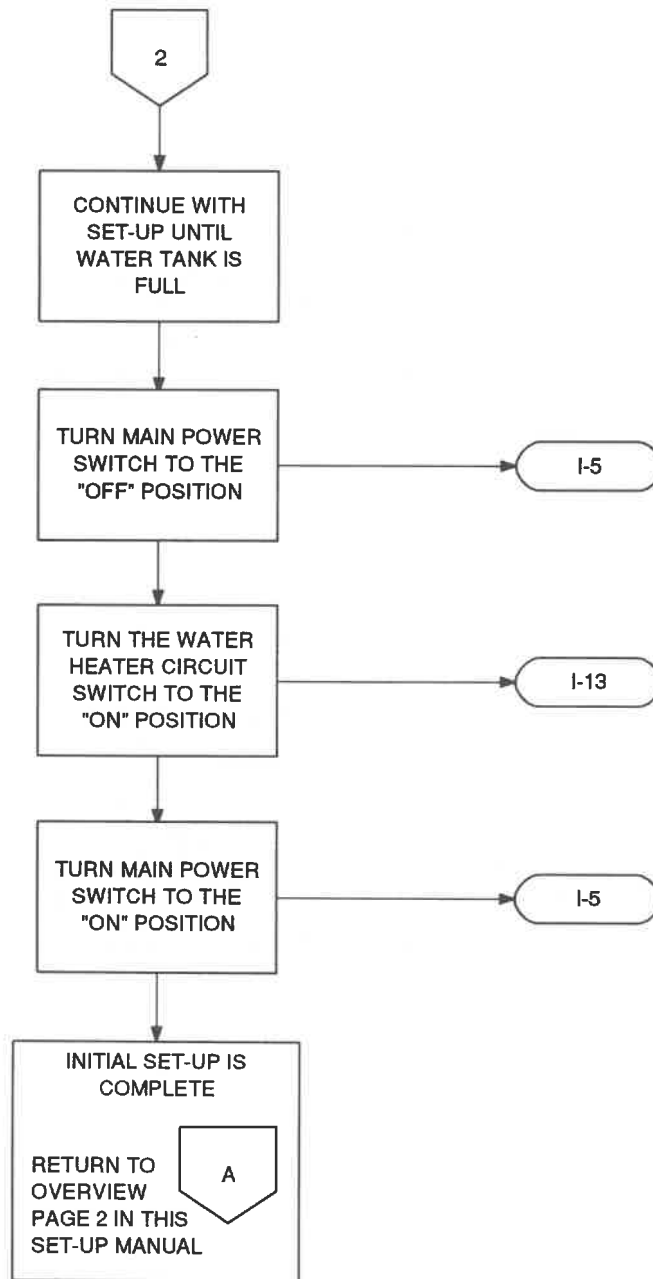 2
CONTINUE WITH
SET-UP UNTIL
WATER TANK IS
FULL
TURN MAIN POWER
SWITCH TO THE
"OFF" POSITION
I-5
TURN THE WATER
HEATER CIRCUIT
SWITCH TO THE
"ON" POSITION
I-13
TURN MAIN POWER
SWITCH TO THE
"ON" POSITION
I-5
INITIAL SET-UP IS
COMPLETE
A
RETURN TO
OVERVIEW
PAGE 2 IN THIS
SET-UP MANUAL